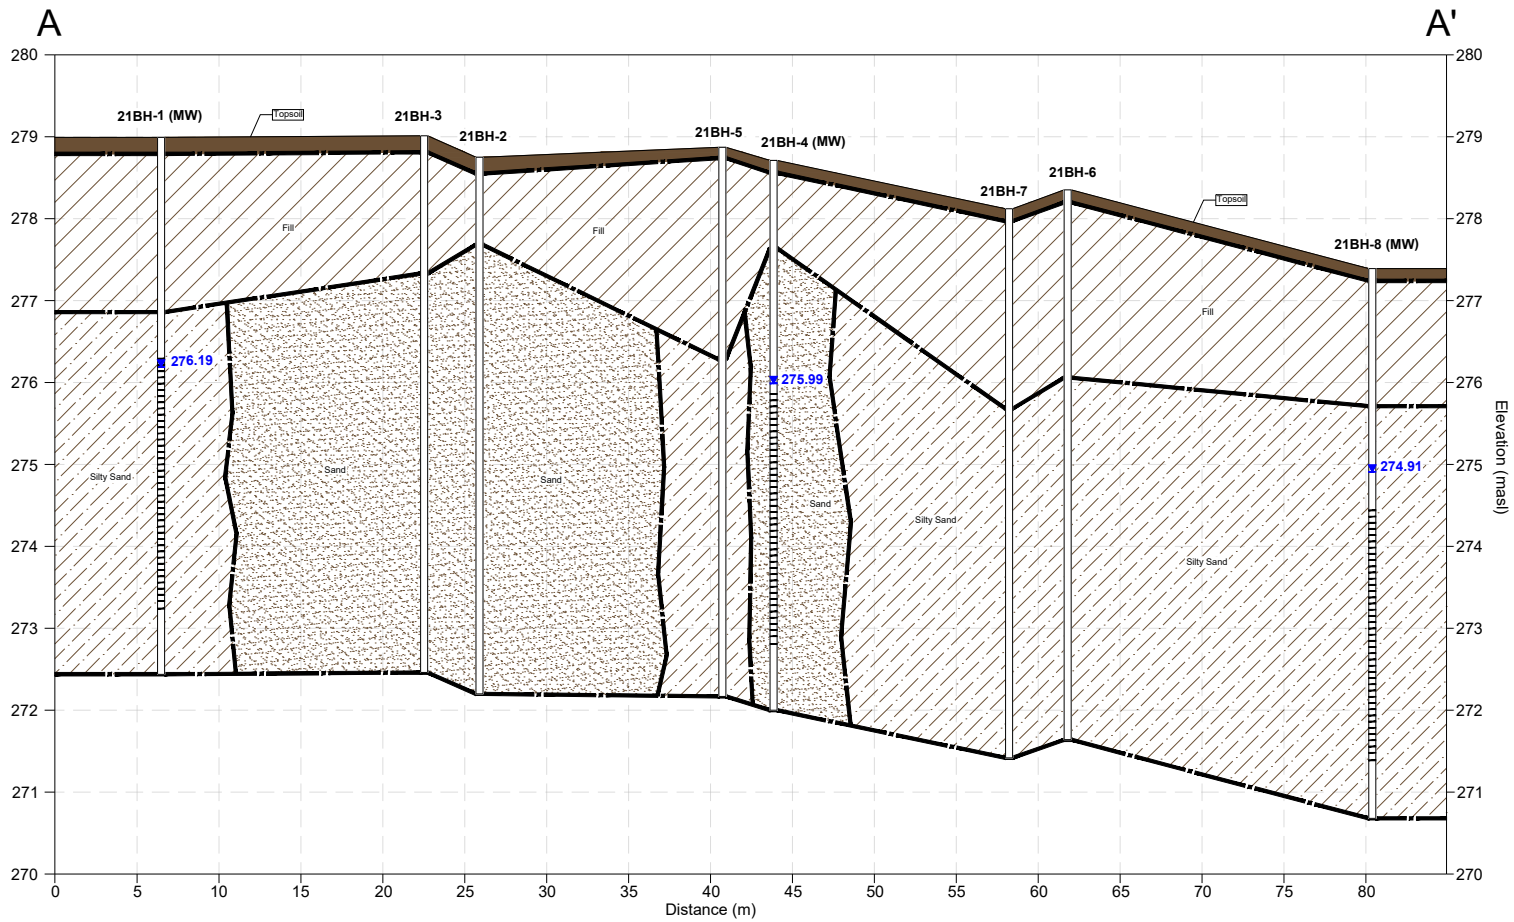 A A'
280 280
21BH-1 (MW) Topsoil 21BH-3
279 279
21BH-2 21BH-5 21BH-4 (MW)
21BH-7 21BH-6
Topsoil
278 Fill Fill 278
21BH-8 (MW)
277 Fill 277
276.19
276 275.99 276
275 Silty Sand Sand Sand 274.91 275
Elevation (masl)
Sand Silty Sand
274 Silty Sand 274
273 273
272 272
271 271
270 270
0 5 10 15 20 25 30 35 40 45 50 55 60 65 70 75 80
Distance (m)